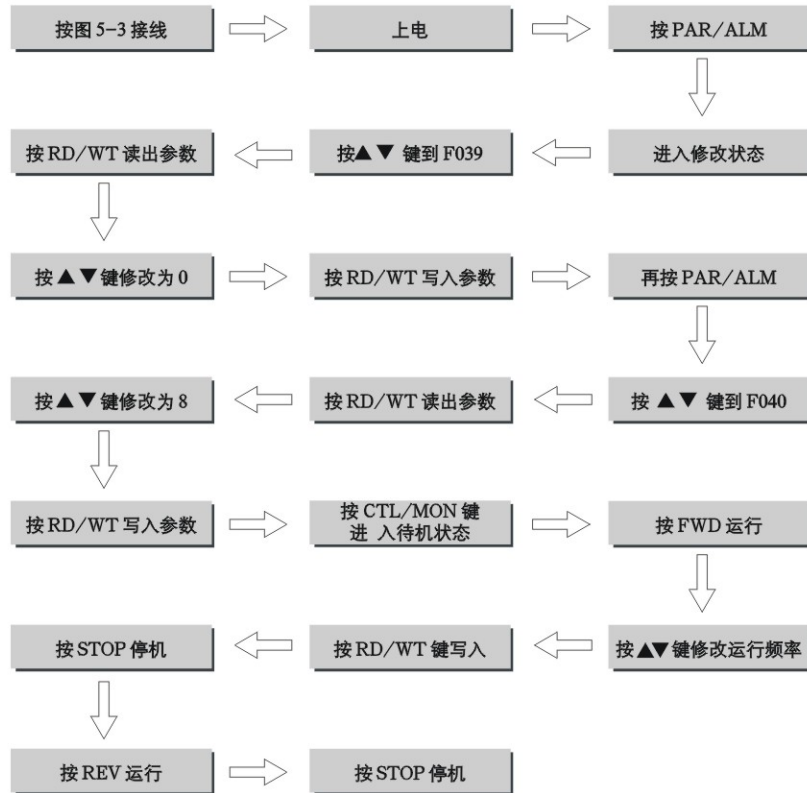 按图 5-3 接线
上电
按 PAR/ALM
进入修改状态
按▲ ▼ 键到 F039
按 RD/WT 读出参数
按 ▲ ▼ 键修改为 0
按 RD/WT 写入参数
再按 PAR/ALM
按 ▲ ▼ 键到 F040
按 RD/WT 读出参数
按 ▲ ▼ 键修改为 8
按 RD/WT 写入参数
按 CTL/MON 键
进 入待机状态
按 FWD 运行
按 ▲▼ 键修改运行频率
按 RD/WT 键写入
按 STOP 停机
按 REV 运行
按 STOP 停机